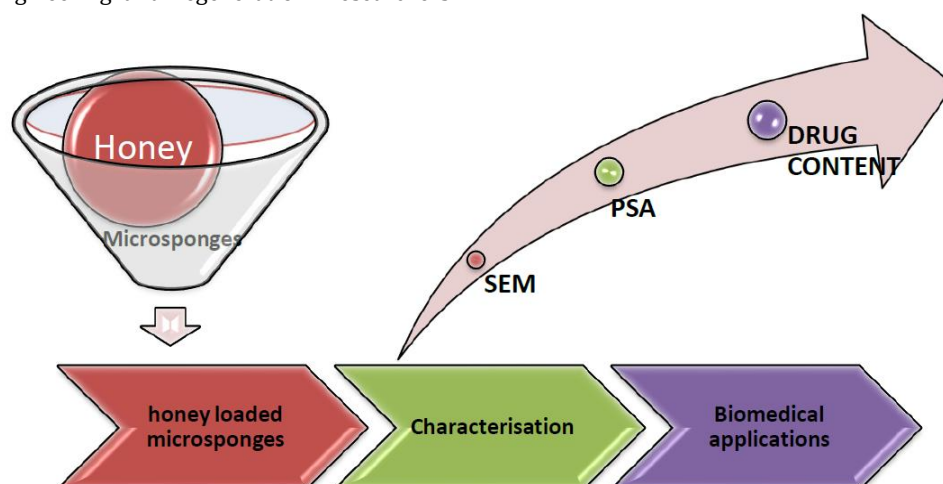 Honey
Microsponges
DRUG
CONTENT
PSA
SEM
honey loaded
microsponges
Characterisation
Biomedical
applications